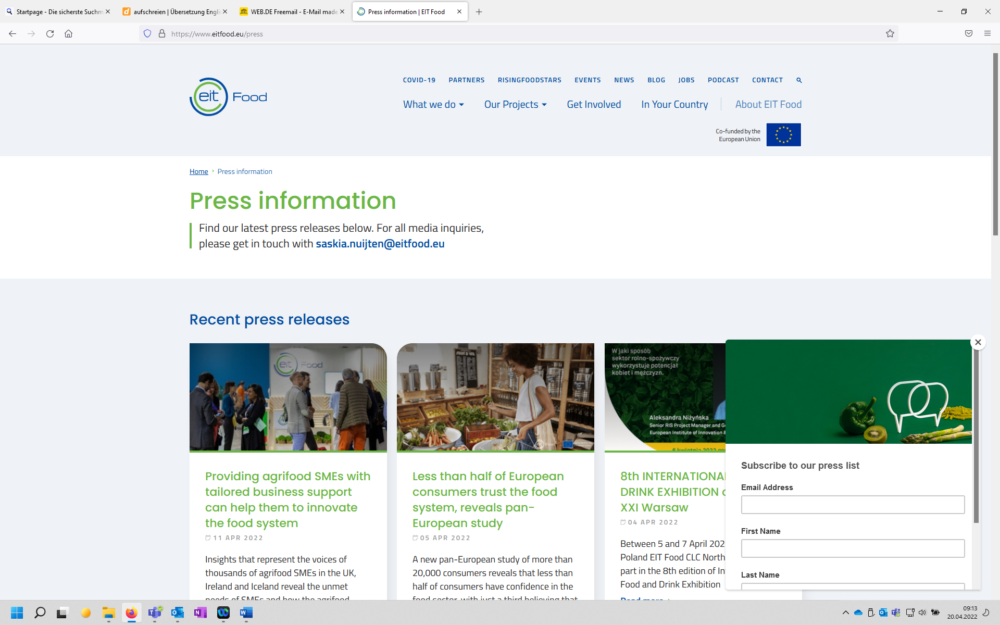 Startpage - Die sicherste Suchm
aufschreien | Übersetzung Engli
WEB.DE Freemail - E-Mail made
Press information | EIT Food
https://www.eitfood.eu/press
eit Food
COVID-19 PARTNERS RISINGFOODSTARS EVENTS NEWS BLOG JOBS PODCAST CONTACT
What we do Our Projects Get Involved In Your Country About EIT Food
Co-funded by the
European Union
Home › Press information
Press information
Find our latest press releases below. For all media inquiries,
please get in touch with saskia.nuijten@eitfood.eu
Recent press releases
eit Food
FRUIT & VEG
W jaki sposób
sektor rolno-spożywczy
wykorzystuje potencjał
kobiet i mężczyzn.
Aleksandra Niżyńska
Senior RIS Project Manager and Ge
European Institute of Innovation &
6 kwietnia 2022
Providing agrifood SMEs with
tailored business support
can help them to innovate
the food system
11 APR 2022
Insights that represent the voices of
thousands of agrifood SMEs in the UK,
Ireland and Iceland reveal the unmet
needs of SMEs and how the agrifood
Less than half of European
consumers trust the food
system, reveals pan-
European study
05 APR 2022
A new pan-European study of more than
20,000 consumers reveals that less than
half of consumers have confidence in the
food sector, with just a third believing that
8th INTERNATIONAL
DRINK EXHIBITION
XXI Warsaw
04 APR 2022
Between 5 and 7 April 202
Poland EIT Food CLC North
part in the 8th edition of In
Food and Drink Exhibition
Read more
Subscribe to our press list
Email Address
First Name
Last Name
09:13
20.04.2022